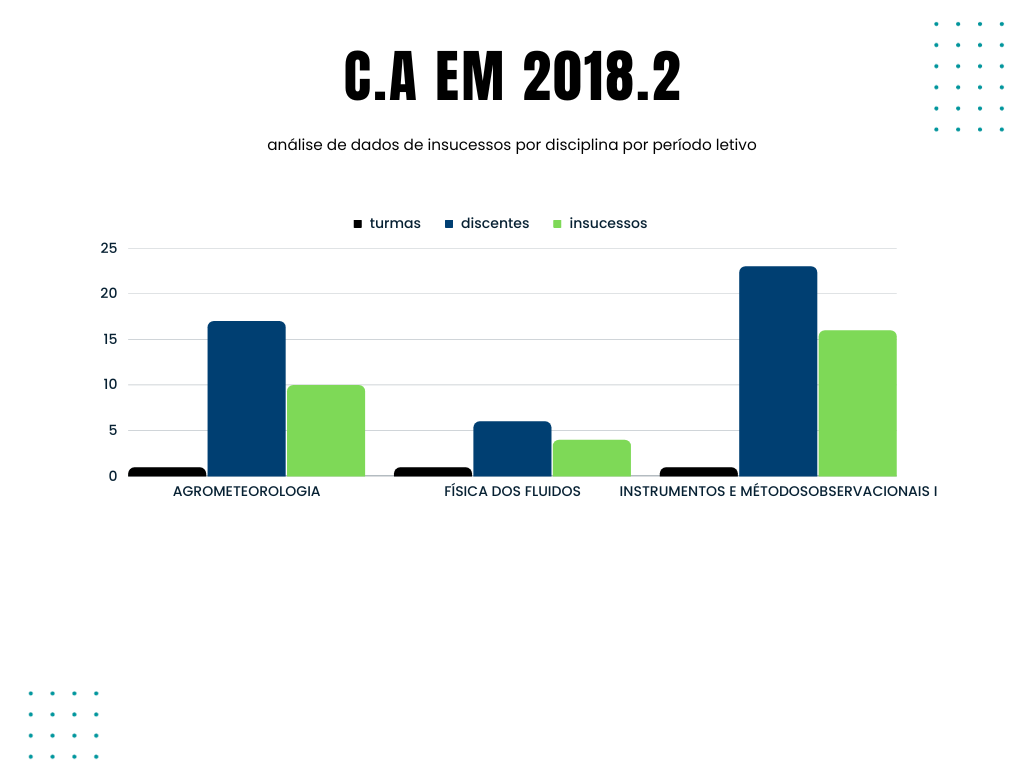 C.A EM 2018.2
análise de dados de insucessos por disciplina por período letivo
turmas discentes insucessos
25
20
15
10
5
0
AGROMETEOROLOGIA FÍSICA DOS FLUIDOS INSTRUMENTOS E MÉTODOSOBSERVACIONAIS I